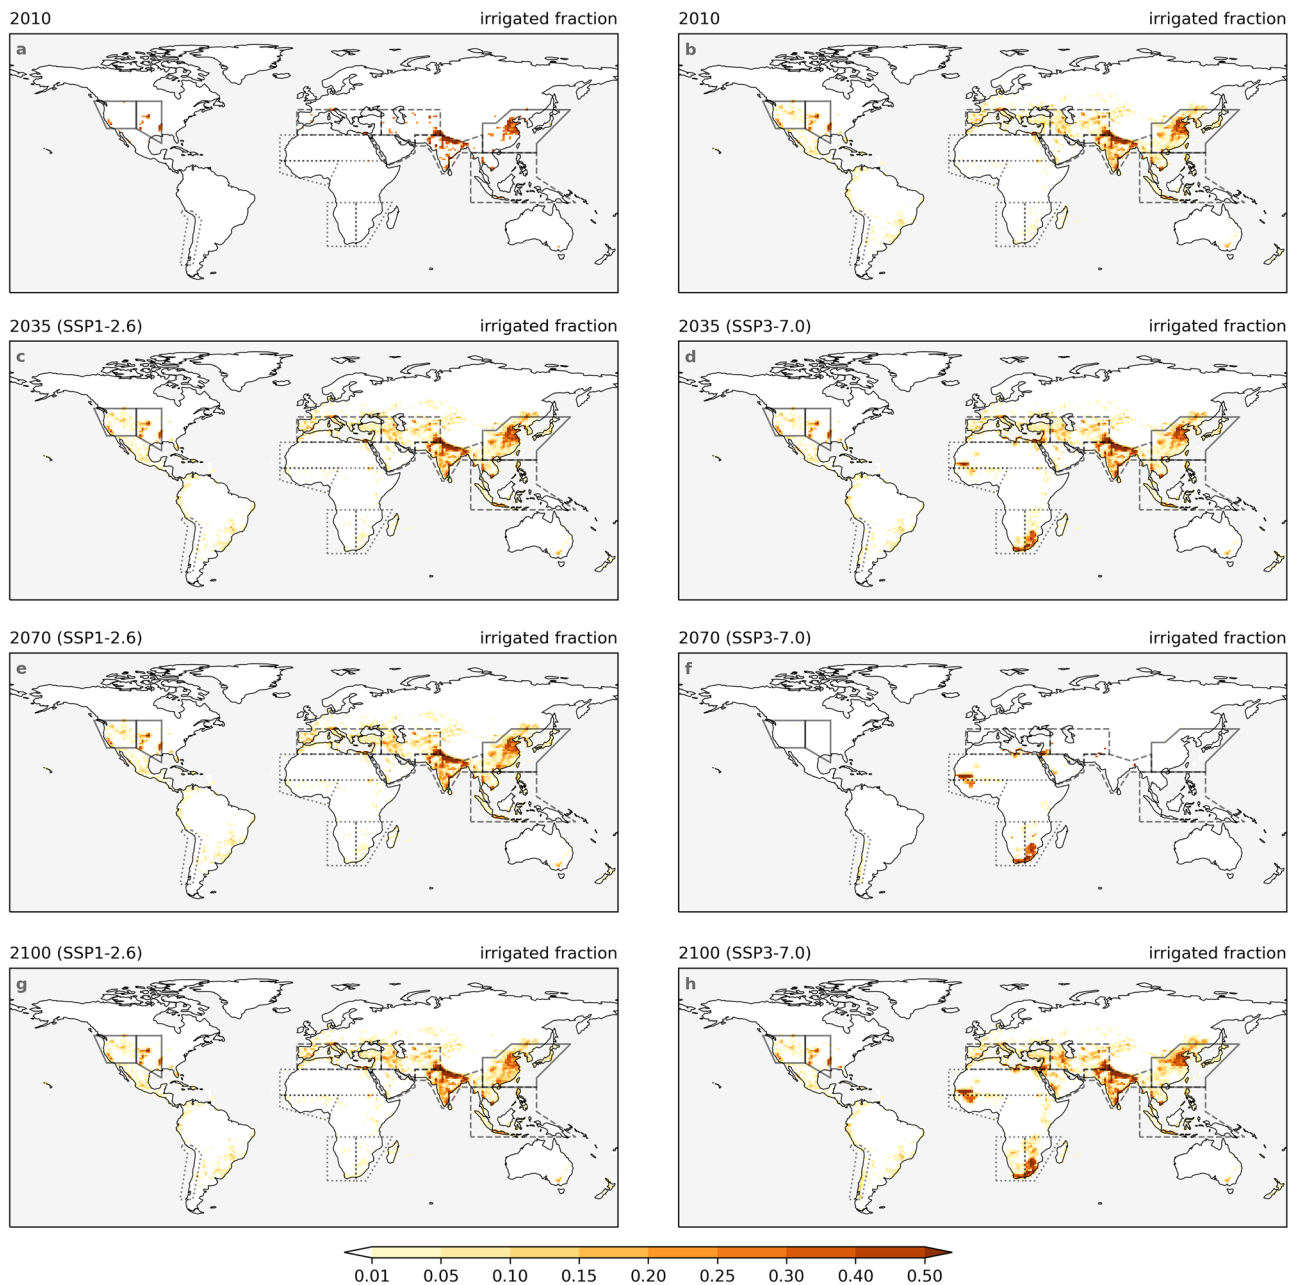 2010 irrigated fraction 2010 irrigated fraction
a b
2035 (SSP1-2.6) irrigated fraction 2035 (SSP3-7.0) irrigated fraction
c d
2070 (SSP1-2.6) irrigated fraction 2070 (SSP3-7.0) irrigated fraction
e f
2100 (SSP1-2.6) irrigated fraction 2100 (SSP3-7.0) irrigated fraction
g h
0.01 0.05 0.10 0.15 0.20 0.25 0.30 0.40 0.50